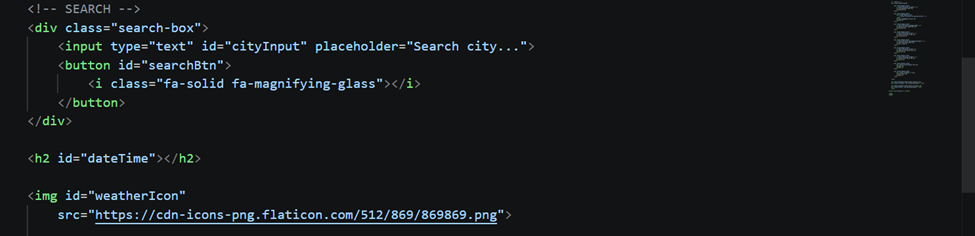 <!-- SEARCH -->
<div class="search-box">
    <input type="text" id="cityInput" placeholder="Search city...">
    <button id="searchBtn">
        <i class="fa-solid fa-magnifying-glass"></i>
    </button>
</div>

<h2 id="dateTime"></h2>

<img id="weatherIcon"
    src="https://cdn-icons-png.flaticon.com/512/869/869869.png">